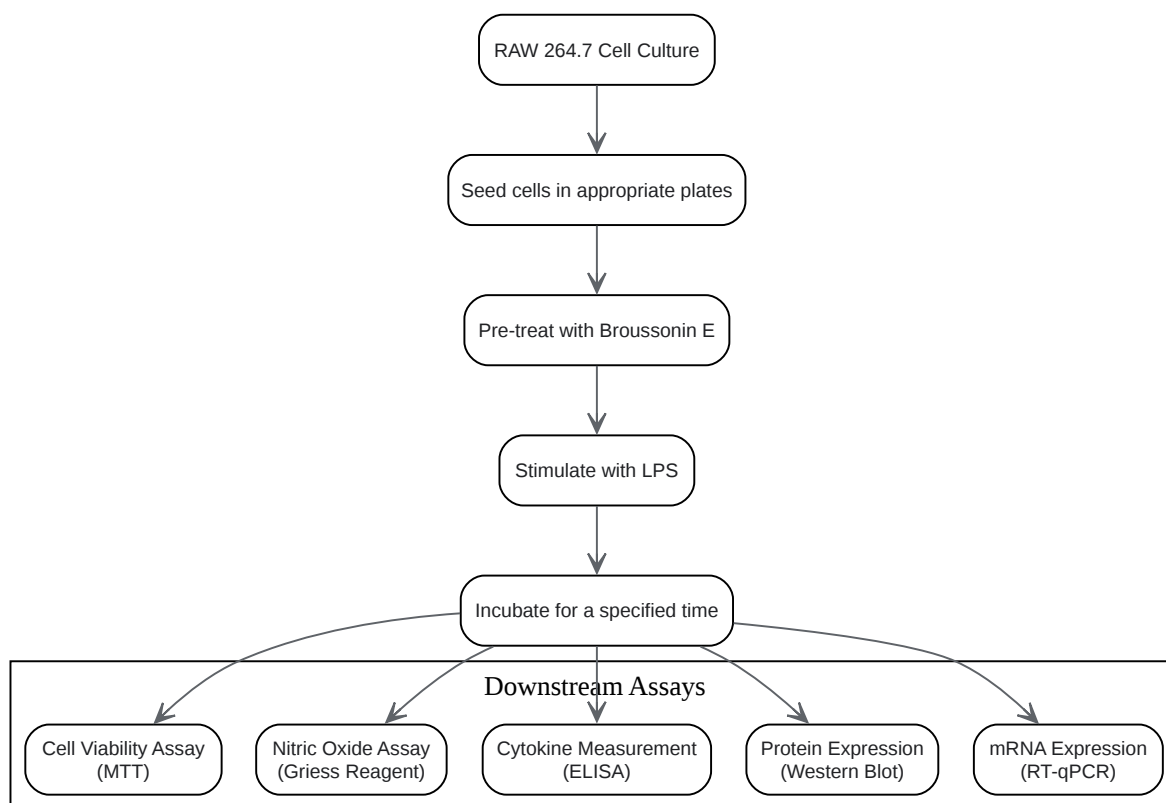 RAW 264.7 Cell Culture
Seed cells in appropriate plates
Pre-treat with Broussonin E
Stimulate with LPS
Incubate for a specified time
Downstream Assays
Cell Viability Assay
(MTT)
Nitric Oxide Assay
(Griess Reagent)
Cytokine Measurement
(ELISA)
Protein Expression
(Western Blot)
mRNA Expression
(RT-qPCR)